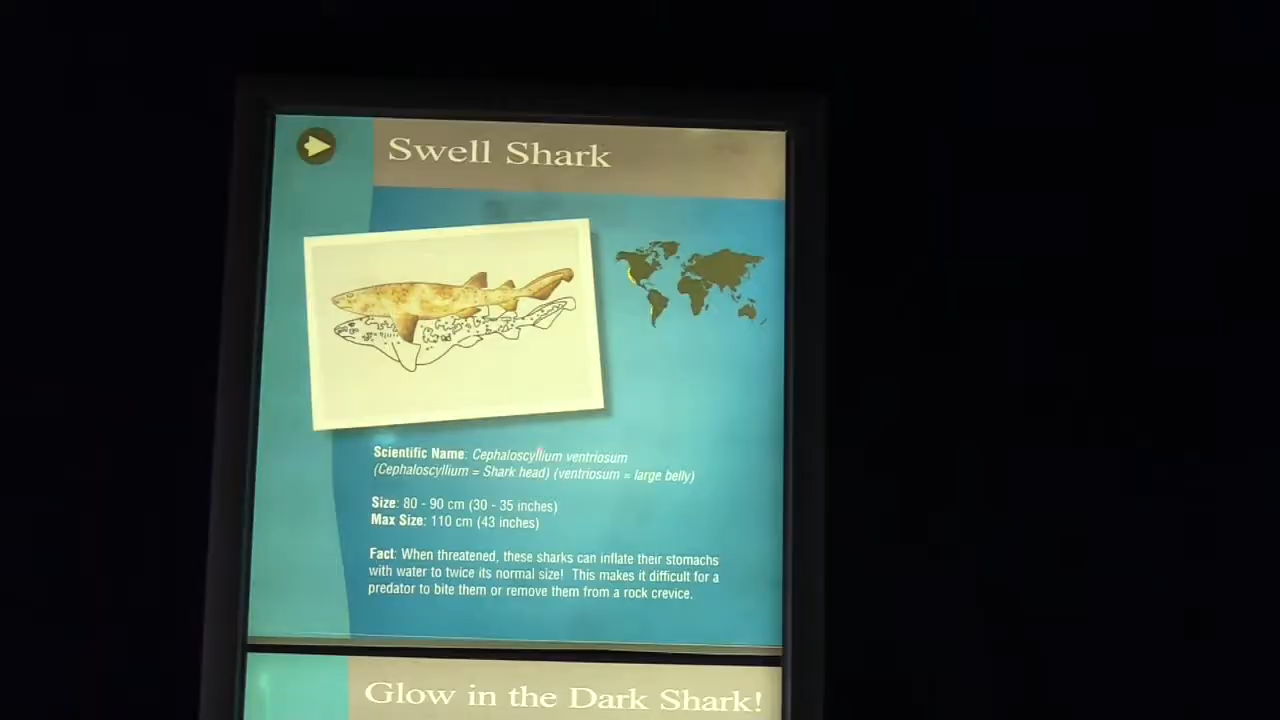 Swell Shark
Scientific Name: Cephaloscyllium ventriosum
(Cephaloscyllium = Shark head) (ventriosum = large belly)
Size: 80 - 90 cm (30 - 35 inches)
Max Size: 110 cm (43 inches)
Fact: When threatened, these sharks can inflate their stomachs
with water to twice its normal size! This makes it difficult for a
predator to bite them or remove them from a rock crevice.
Glow in the Dark Shark!